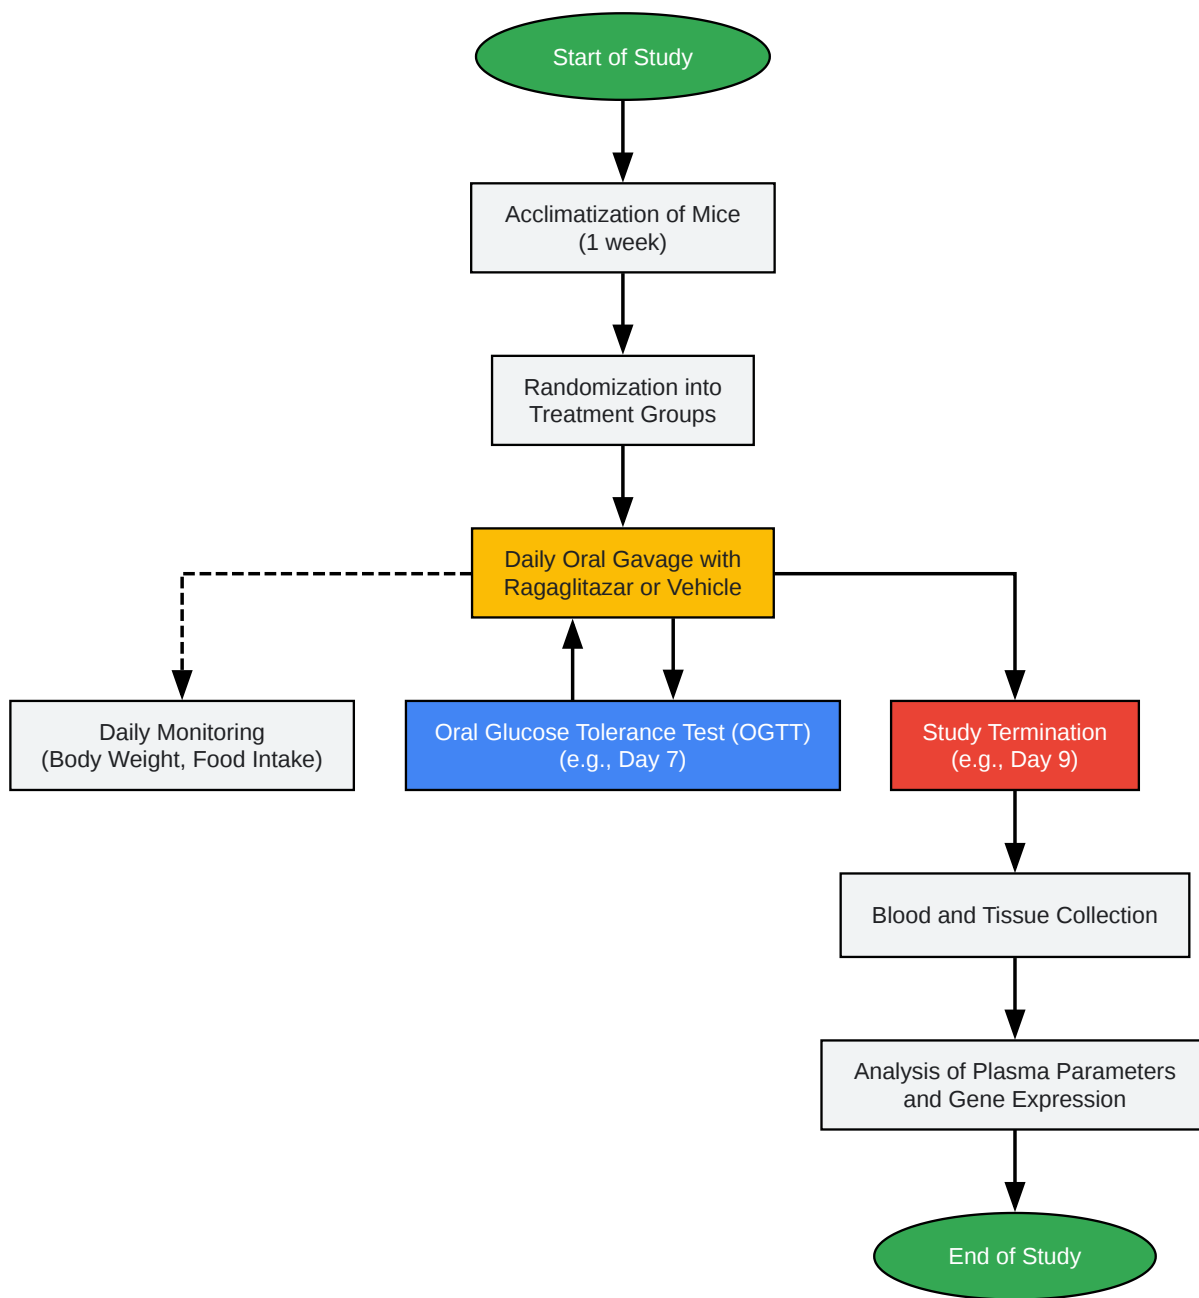 Start of Study
Acclimatization of Mice
(1 week)
Randomization into
Treatment Groups
Daily Oral Gavage with
Ragaglitazar or Vehicle
Daily Monitoring
(Body Weight, Food Intake)
Oral Glucose Tolerance Test (OGTT)
(e.g., Day 7)
Study Termination
(e.g., Day 9)
Blood and Tissue Collection
Analysis of Plasma Parameters
and Gene Expression
End of Study